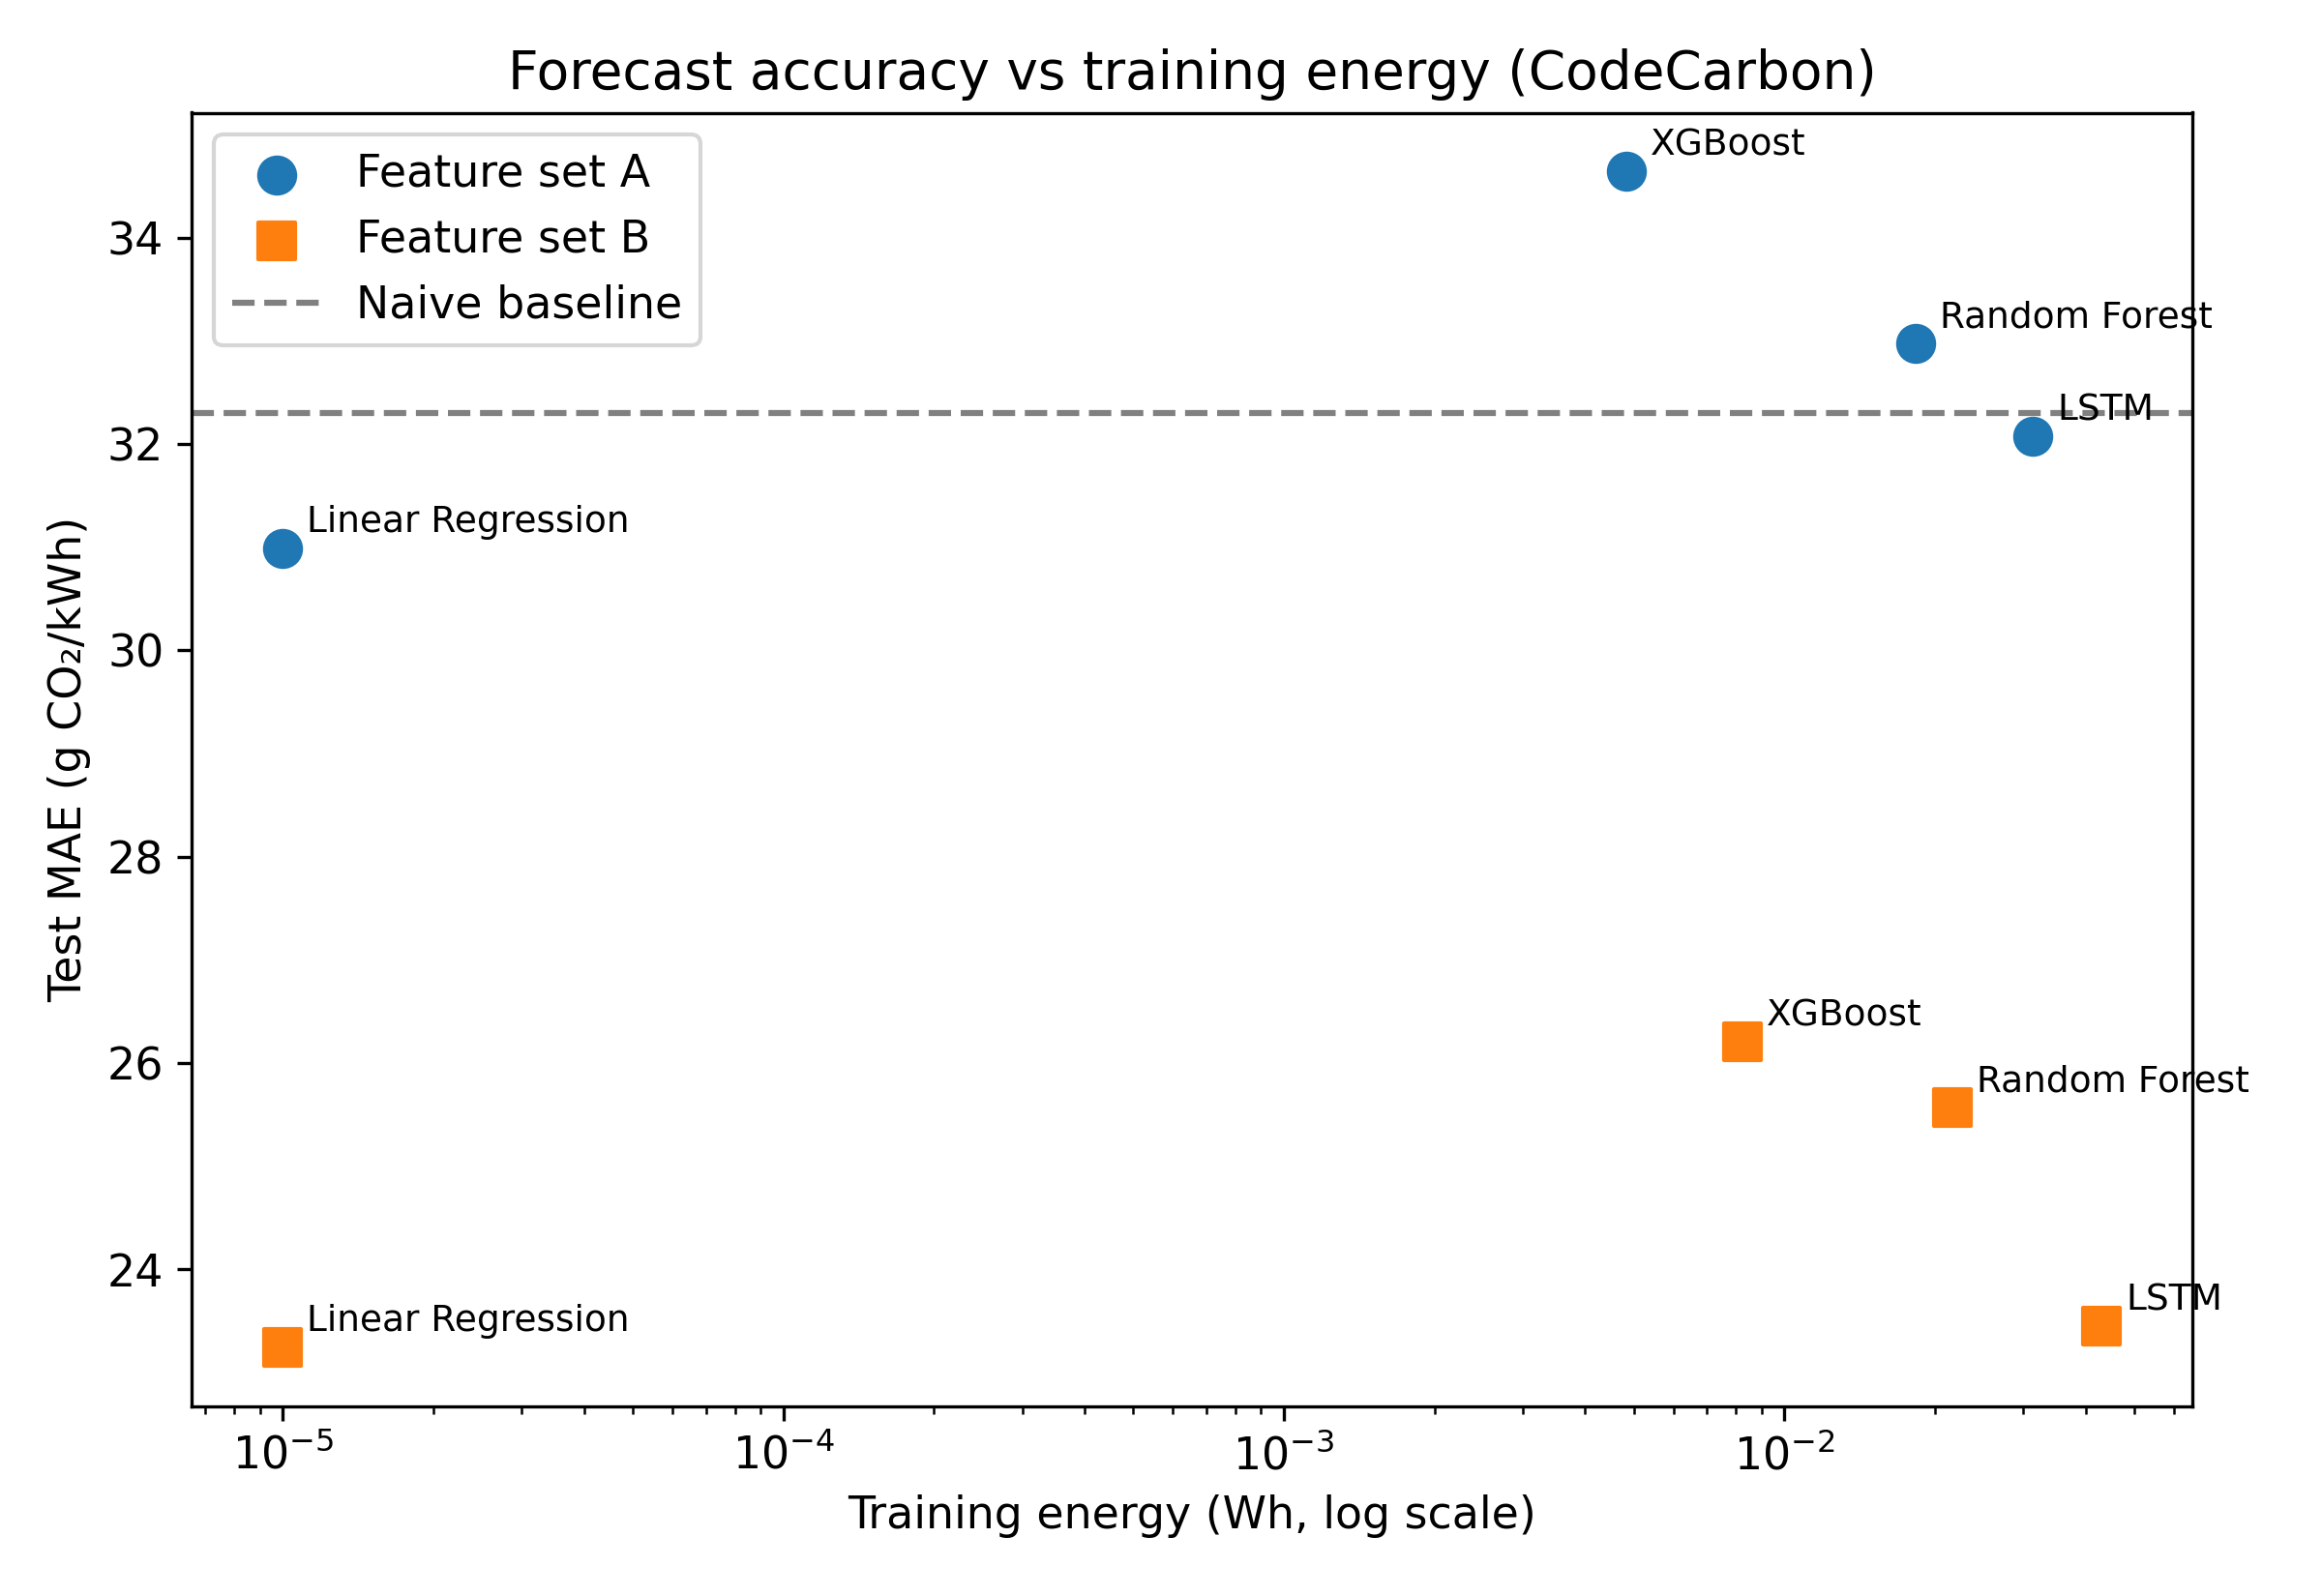 Forecast accuracy vs training energy (CodeCarbon)
Feature set A
Feature set B
Naive baseline
XGBoost
Random Forest
LSTM
Linear Regression
XGBoost
Random Forest
LSTM
Linear Regression
34
32
30
28
26
24
Test MAE (g CO₂/kWh)
10⁻⁵ 10⁻⁴ 10⁻³ 10⁻²
Training energy (Wh, log scale)